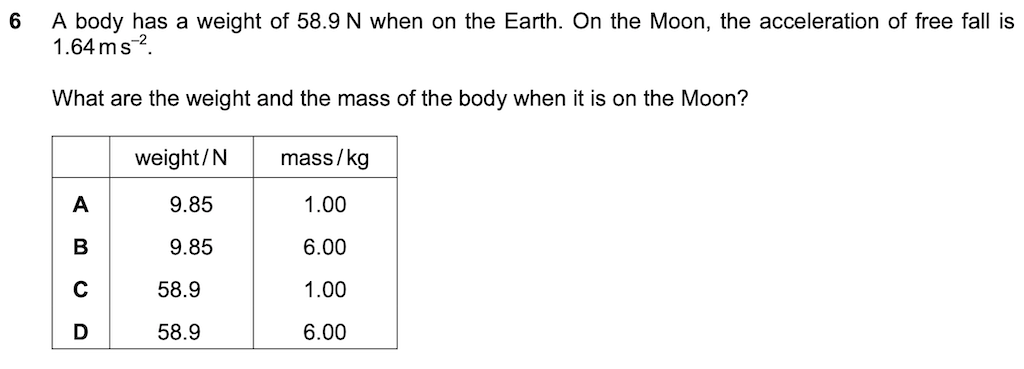 6 A body has a weight of 58.9 N when on the Earth. On the Moon, the acceleration of free fall is
1.64 m s⁻².
What are the weight and the mass of the body when it is on the Moon?
weight / N mass / kg
A 9.85 1.00
B 9.85 6.00
C 58.9 1.00
D 58.9 6.00